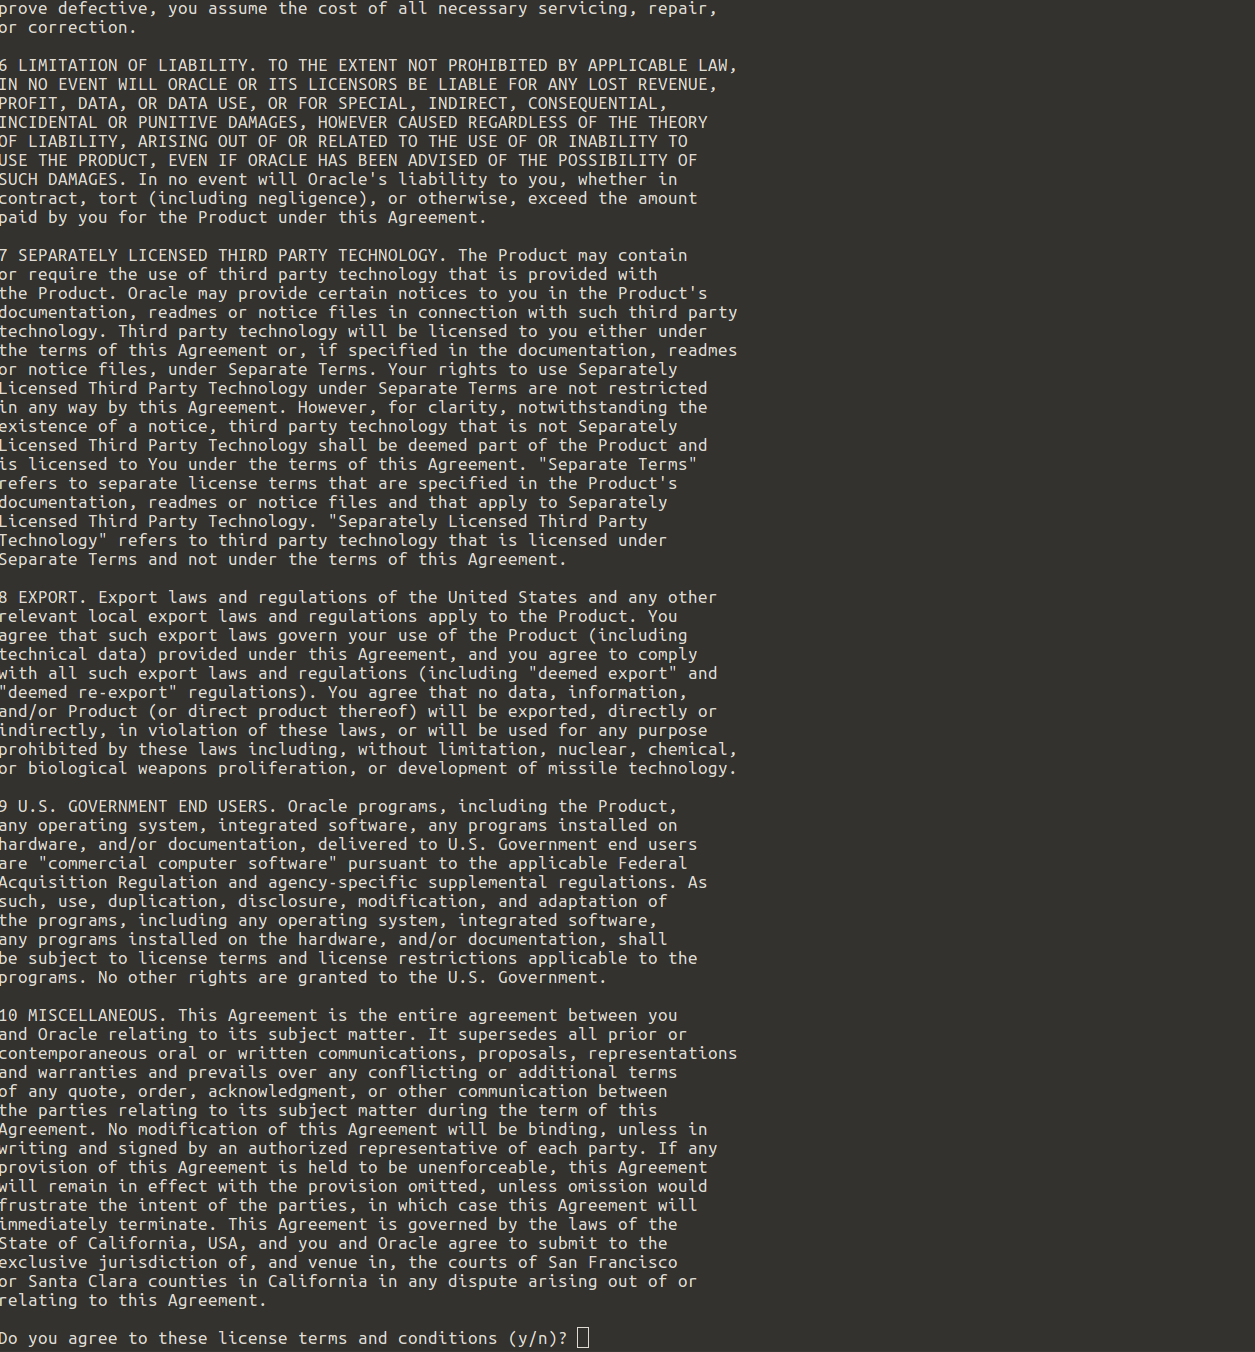 prove defective, you assume the cost of all necessary servicing, repair,
or correction.
6 LIMITATION OF LIABILITY. TO THE EXTENT NOT PROHIBITED BY APPLICABLE LAW,
IN NO EVENT WILL ORACLE OR ITS LICENSORS BE LIABLE FOR ANY LOST REVENUE,
PROFIT, DATA, OR DATA USE, OR FOR SPECIAL, INDIRECT, CONSEQUENTIAL,
INCIDENTAL OR PUNITIVE DAMAGES, HOWEVER CAUSED REGARDLESS OF THE THEORY
OF LIABILITY, ARISING OUT OF OR RELATED TO THE USE OF OR INABILITY TO
USE THE PRODUCT, EVEN IF ORACLE HAS BEEN ADVISED OF THE POSSIBILITY OF
SUCH DAMAGES. In no event will Oracle's liability to you, whether in
contract, tort (including negligence), or otherwise, exceed the amount
paid by you for the Product under this Agreement.
7 SEPARATELY LICENSED THIRD PARTY TECHNOLOGY. The Product may contain
or require the use of third party technology that is provided with
the Product. Oracle may provide certain notices to you in the Product's
documentation, readmes or notice files in connection with such third party
technology. Third party technology will be licensed to you either under
the terms of this Agreement or, if specified in the documentation, readmes
or notice files, under Separate Terms. Your rights to use Separately
Licensed Third Party Technology under Separate Terms are not restricted
in any way by this Agreement. However, for clarity, notwithstanding the
existence of a notice, third party technology that is not Separately
Licensed Third Party Technology shall be deemed part of the Product and
is licensed to You under the terms of this Agreement. "Separate Terms"
refers to separate license terms that are specified in the Product's
documentation, readmes or notice files and that apply to Separately
Licensed Third Party Technology. "Separately Licensed Third Party
Technology" refers to third party technology that is licensed under
Separate Terms and not under the terms of this Agreement.
8 EXPORT. Export laws and regulations of the United States and any other
relevant local export laws and regulations apply to the Product. You
agree that such export laws govern your use of the Product (including
technical data) provided under this Agreement, and you agree to comply
with all such export laws and regulations (including "deemed export" and
"deemed re-export" regulations). You agree that no data, information,
and/or Product (or direct product thereof) will be exported, directly or
indirectly, in violation of these laws, or will be used for any purpose
prohibited by these laws including, without limitation, nuclear, chemical,
or biological weapons proliferation, or development of missile technology.
9 U.S. GOVERNMENT END USERS. Oracle programs, including the Product,
any operating system, integrated software, any programs installed on
hardware, and/or documentation, delivered to U.S. Government end users
are "commercial computer software" pursuant to the applicable Federal
Acquisition Regulation and agency-specific supplemental regulations. As
such, use, duplication, disclosure, modification, and adaptation of
the programs, including any operating system, integrated software,
any programs installed on the hardware, and/or documentation, shall
be subject to license terms and license restrictions applicable to the
programs. No other rights are granted to the U.S. Government.
10 MISCELLANEOUS. This Agreement is the entire agreement between you
and Oracle relating to its subject matter. It supersedes all prior or
contemporaneous oral or written communications, proposals, representations
and warranties and prevails over any conflicting or additional terms
of any quote, order, acknowledgment, or other communication between
the parties relating to its subject matter during the term of this
Agreement. No modification of this Agreement will be binding, unless in
writing and signed by an authorized representative of each party. If any
provision of this Agreement is held to be unenforceable, this Agreement
will remain in effect with the provision omitted, unless omission would
frustrate the intent of the parties, in which case this Agreement will
immediately terminate. This Agreement is governed by the laws of the
State of California, USA, and you and Oracle agree to submit to the
exclusive jurisdiction of, and venue in, the courts of San Francisco
or Santa Clara counties in California in any dispute arising out of or
relating to this Agreement.
Do you agree to these license terms and conditions (y/n)?